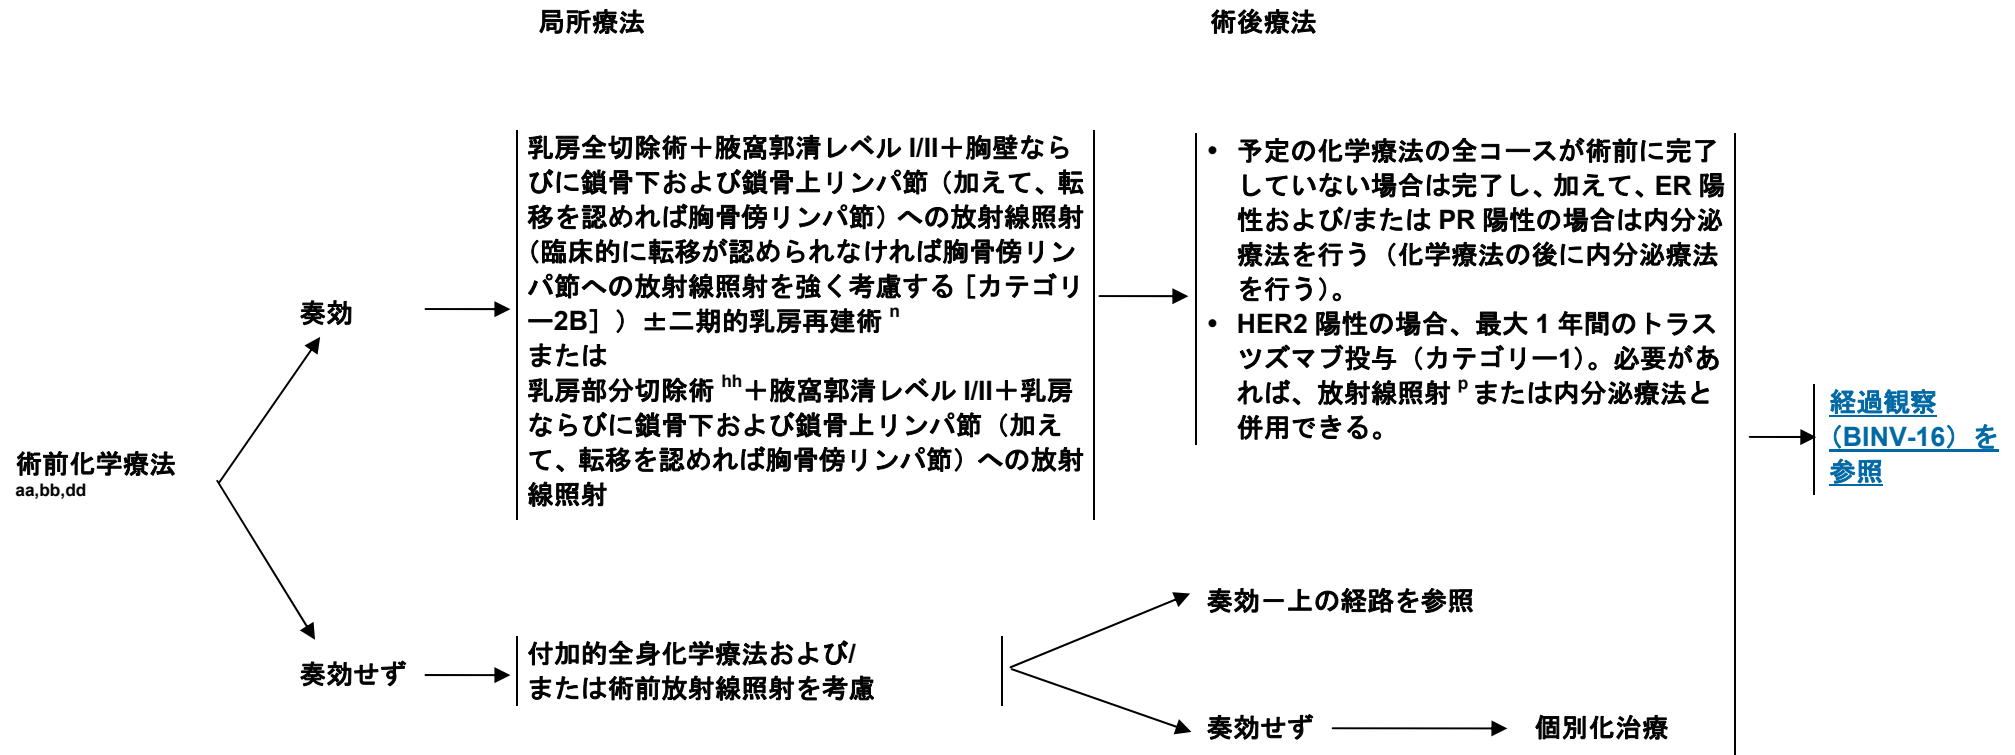 局所療法
術後療法
乳房全切除術＋腋窩郭清レベル I/II＋胸壁なら
びに鎖骨下および鎖骨上リンパ節（加えて、転
移を認めれば胸骨傍リンパ節）への放射線照射
（臨床的に転移が認められなければ胸骨傍リン
パ節への放射線照射を強く考慮する［カテゴリ
ー2B］）±二期的乳房再建術 n
または
乳房部分切除術 hh＋腋窩郭清レベル I/II＋乳房
ならびに鎖骨下および鎖骨上リンパ節（加え
て、転移を認めれば胸骨傍リンパ節）への放射
線照射
• 予定の化学療法の全コースが術前に完了
していない場合は完了し、加えて、ER 陽
性および/または PR 陽性の場合は内分泌
療法を行う（化学療法の後に内分泌療法
を行う）。
• HER2 陽性の場合、最大 1 年間のトラス
ツズマブ投与（カテゴリー1）。必要があ
れば、放射線照射 p または内分泌療法と
併用できる。
奏効
経過観察
（BINV-16）を
参照
術前化学療法
aa,bb,dd
奏効せず
付加的全身化学療法および/
または術前放射線照射を考慮
奏効－上の経路を参照
奏効せず
個別化治療